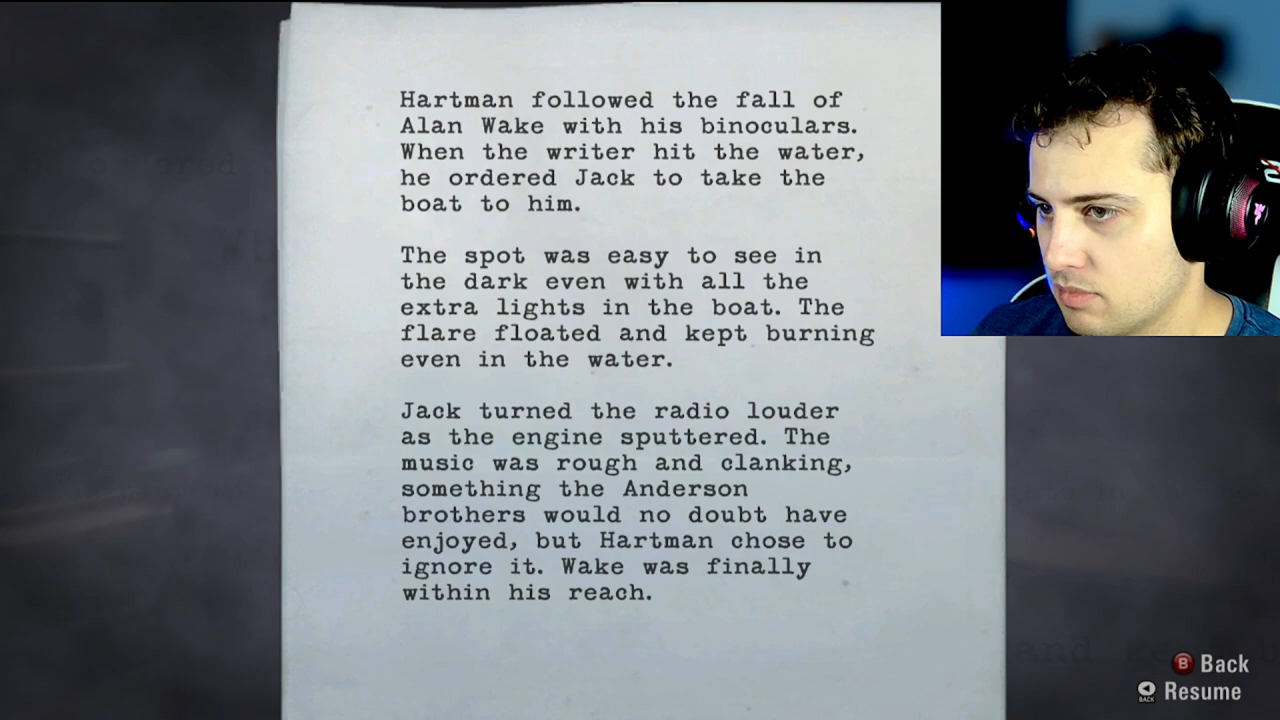 Hartman followed the fall of
Alan Wake with his binoculars.
When the writer hit the water,
he ordered Jack to take the
boat to him.
The spot was easy to see in
the dark even with all the
extra lights in the boat. The
flare floated and kept burning
even in the water.
Jack turned the radio louder
as the engine sputtered. The
music was rough and clanking,
something the Anderson
brothers would no doubt have
enjoyed, but Hartman chose to
ignore it. Wake was finally
within his reach.
B Back
BACK Resume